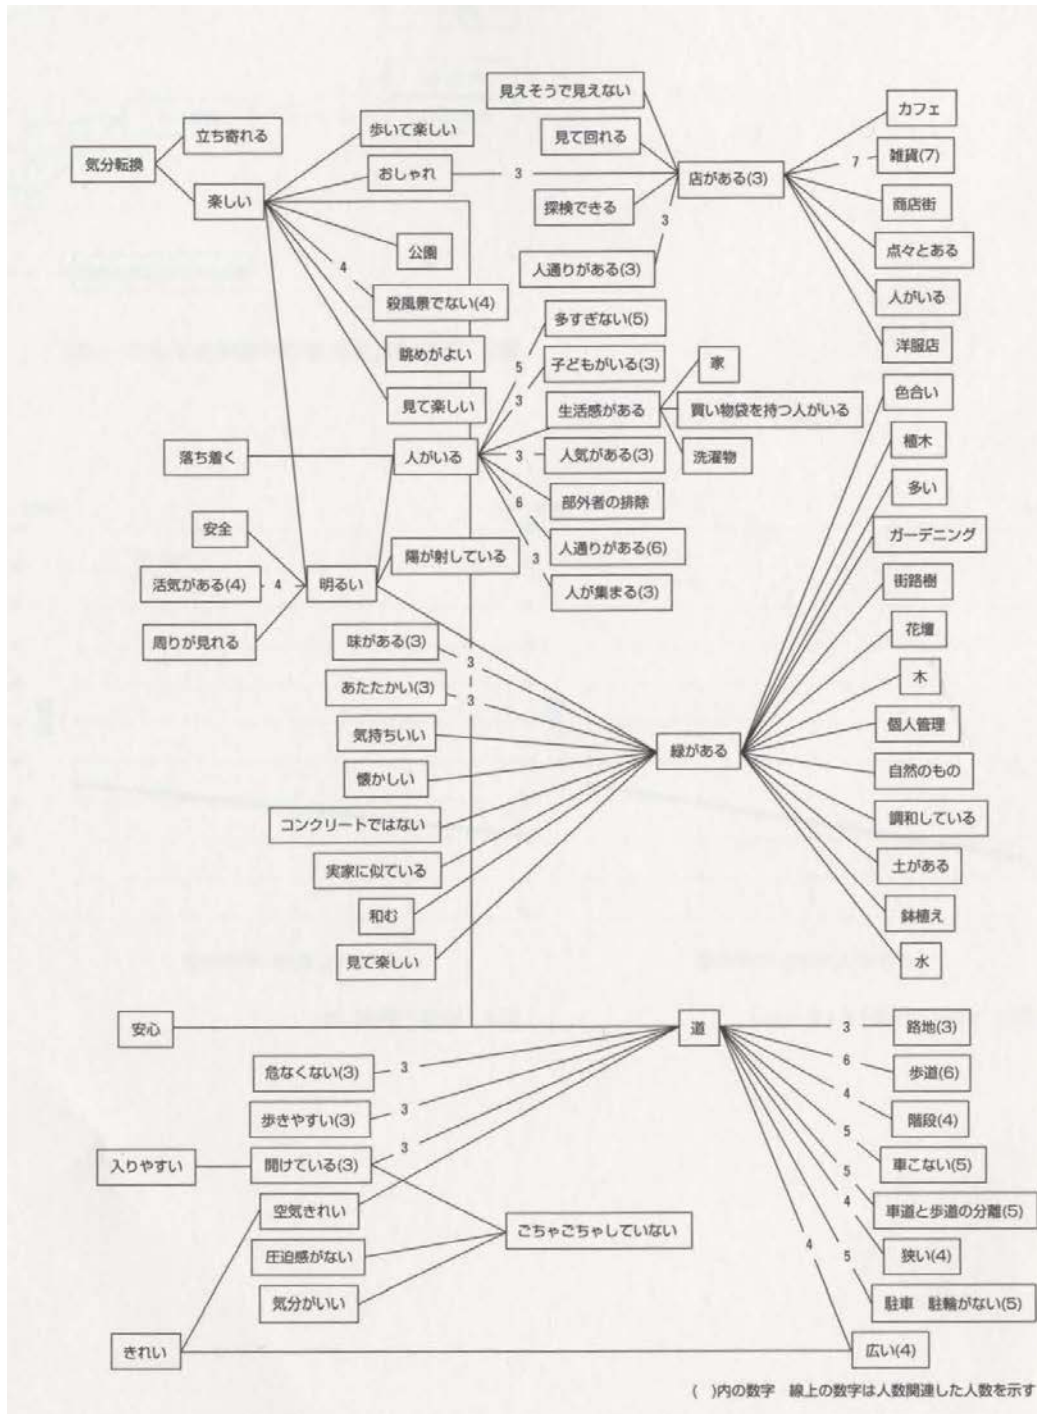 見えそうで見えない
カフェ
歩いて楽しい
見て回れる
立ち寄れる
雑貨(7)
7
気分転換
おしゃれ
3
店がある(3)
楽しい
探検できる
商店街
3
公園
点々とある
4
人通りがある(3)
殺風景でない(4)
人がいる
多すぎない(5)
眺めがよい
洋服店
5
子どもがいる(3)
家
色合い
見て楽しい
3
生活感がある
買い物袋を持つ人がいる
植木
落ち着く
人がいる
3
人気がある(3)
洗濯物
多い
6
部外者の排除
安全
ガーデニング
陽が射している
人通りがある(6)
3
活気がある(4)
4
明るい
人が集まる(3)
街路樹
周りが見れる
味がある(3)
花壇
3
木
あたたかい(3)
3
気持ちいい
個人管理
緑がある
懐かしい
自然のもの
コンクリートではない
調和している
実家に似ている
土がある
和む
鉢植え
見て楽しい
水
安心
道
3
路地(3)
危なくない(3)
3
6
歩道(6)
4
歩きやすい(3)
3
階段(4)
5
入りやすい
開けている(3)
3
車こない(5)
5
空気きれい
4
車道と歩道の分離(5)
ごちゃごちゃしていない
4
圧迫感がない
5
狭い(4)
気分がいい
駐車 駐輪がない(5)
きれい
広い(4)
( )内の数字 線上の数字は人数関連した人数を示す